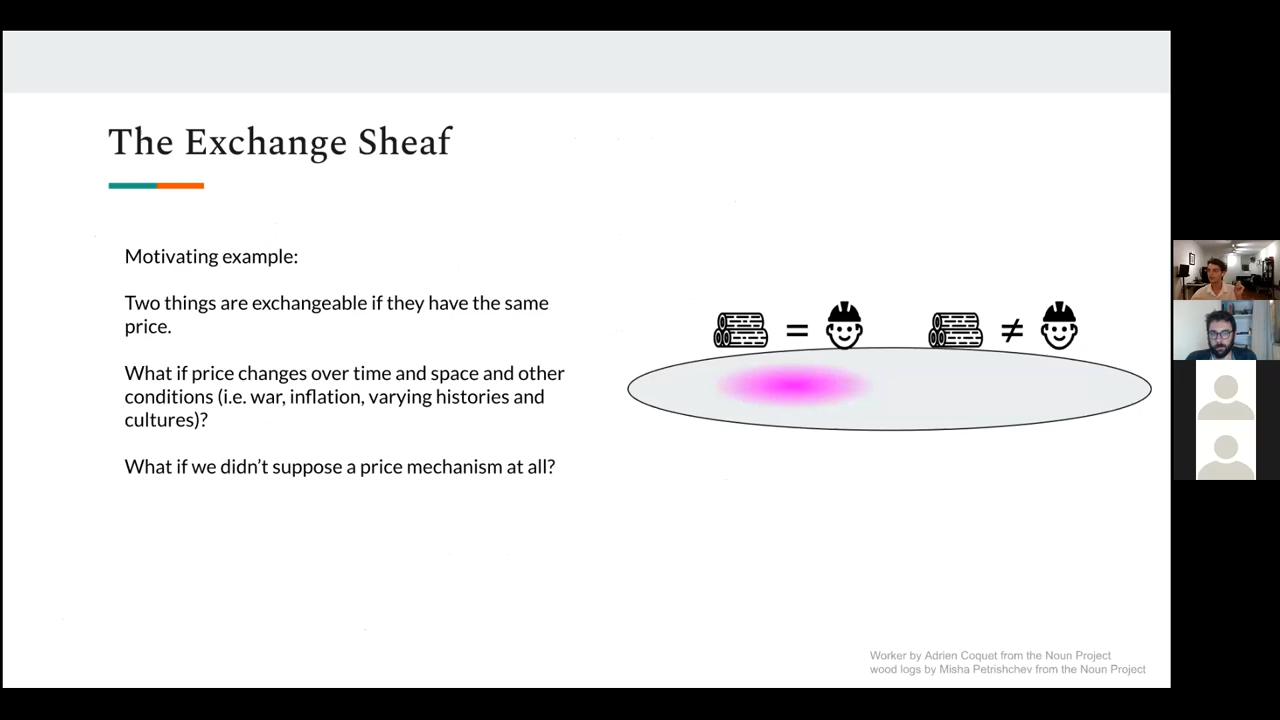 The Exchange Sheaf
Motivating example:
Two things are exchangeable if they have the same
price.
What if price changes over time and space and other
conditions (i.e. war, inflation, varying histories and
cultures)?
What if we didn’t suppose a price mechanism at all?
= ≠
Worker by Adrien Coquet from the Noun Project
wood logs by Misha Petrishchev from the Noun Project